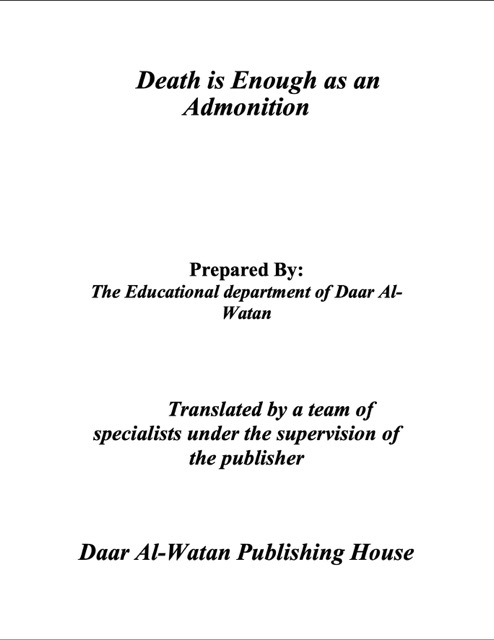 Death is Enough as an
Admonition
Prepared By:
The Educational department of Daar Al-
Watan
Translated by a team of
specialists under the supervision of
the publisher
Daar Al-Watan Publishing House